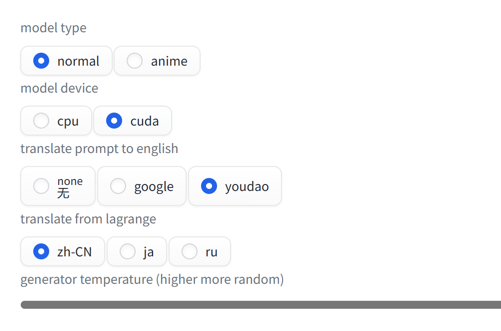 model type
normal anime
model device
cpu cuda
translate prompt to english
none
无
google youdao
translate from lagrange
zh-CN ja ru
generator temperature (higher more random)